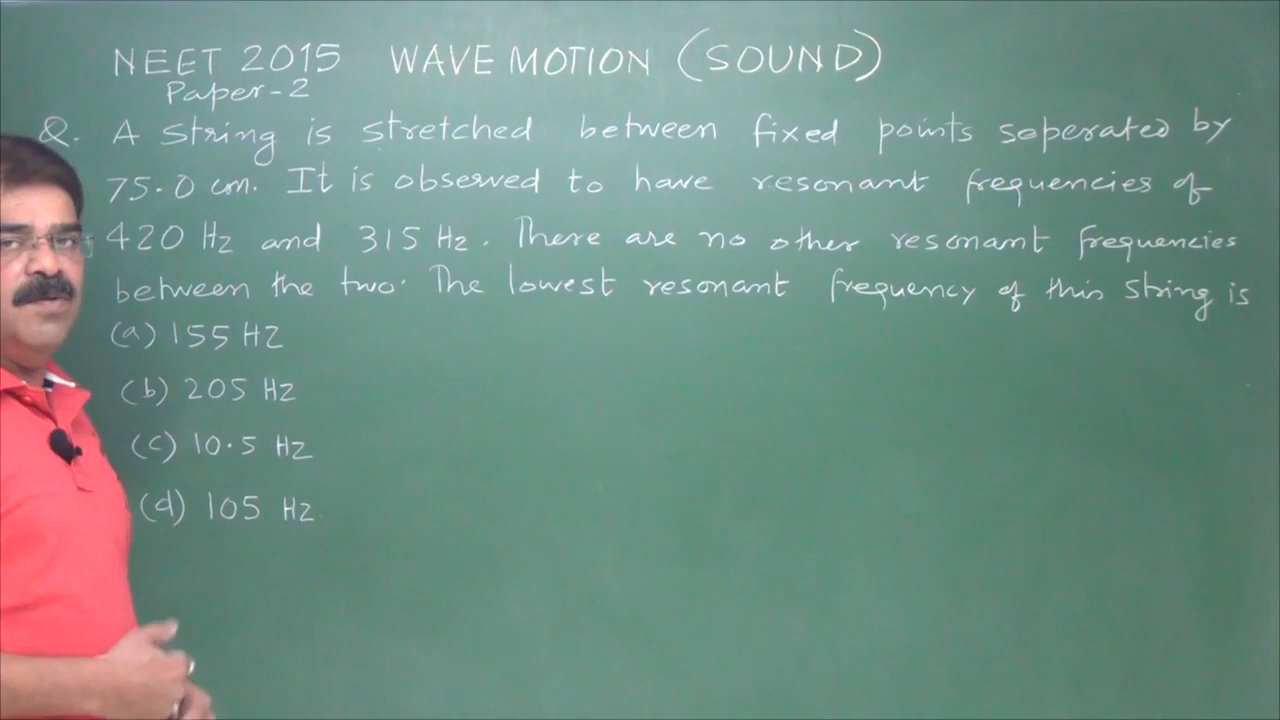 NEET 2015 WAVE MOTION (SOUND)
Paper-2
Q. A string is stretched between fixed points seperated by
75.0 cm. It is observed to have resonant frequencies of
420 Hz and 315 Hz. There are no other resonant frequencies
between the two. The lowest resonant frequency of this string is
(a) 155 HZ
(b) 205 Hz
(c) 10.5 Hz
(d) 105 Hz.